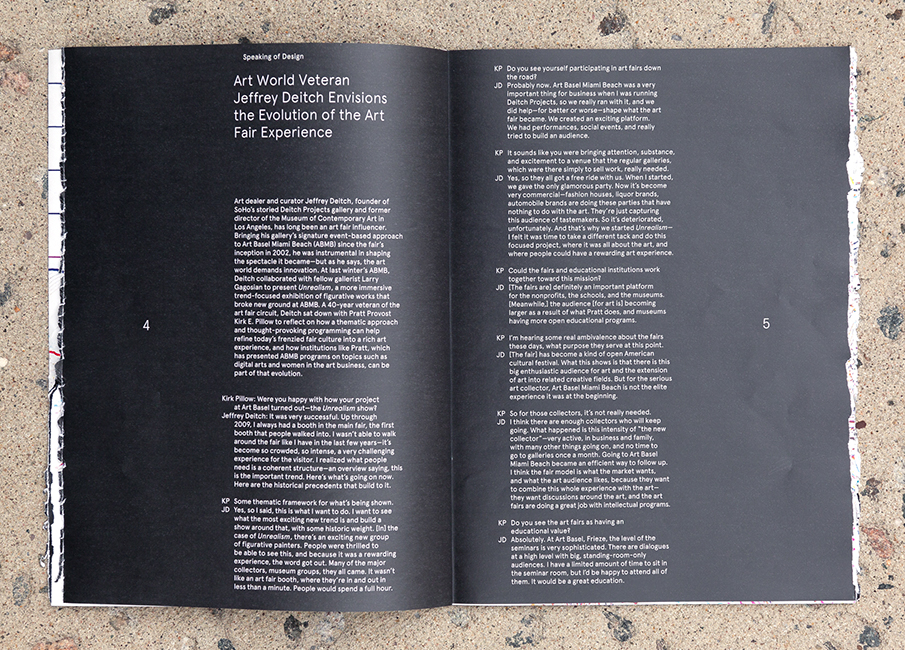 Speaking of Design
Art World Veteran
Jeffrey Deitch Envisions
the Evolution of the Art
Fair Experience
Art dealer and curator Jeffrey Deitch, founder of
SoHo's storied Deitch Projects gallery and former
director of the Museum of Contemporary Art in
Los Angeles, has long been an art fair influencer.
Bringing his gallery's signature event-based approach
to Art Basel Miami Beach (ABMB) since the fair's
inception in 2002, he was instrumental in shaping
the spectacle it became—but as he says, the art
world demands innovation. At last winter's ABMB,
Deitch collaborated with fellow gallerist Larry
Gagosian to present Unrealism, a more immersive
trend-focused exhibition of figurative works that
broke new ground at ABMB. A 40-year veteran of the
art fair circuit, Deitch sat down with Pratt Provost
Kirk E. Pillow to reflect on how a thematic approach
and thought-provoking programming can help
refine today's frenzied fair culture into a rich art
experience, and how institutions like Pratt, which
has presented ABMB programs on topics such as
digital arts and women in the art business, can be
part of that evolution.
Kirk Pillow: Were you happy with how your project
at Art Basel turned out—the Unrealism show?
Jeffrey Deitch: It was very successful. Up through
2009, I always had a booth in the main fair, the first
booth that people walked into. I wasn't able to walk
around the fair like I have in the last few years—it's
become so crowded, so intense, a very challenging
experience for the visitor. I realized what people
need is a coherent structure—an overview saying, this
is the important trend. Here's what's going on now.
Here are the historical precedents that build to it.
KP Some thematic framework for what's being shown.
JD Yes, so I said, this is what I want to do. I want to see
what the most exciting new trend is and build a
show around that, with some historic weight. [In] the
case of Unrealism, there's an exciting new group
of figurative painters. People were thrilled to
be able to see this, and because it was a rewarding
experience, the word got out. Many of the major
collectors, museum groups, they all came. It wasn't
like an art fair booth, where they're in and out in
less than a minute. People would spend a full hour.
4
KP Do you see yourself participating in art fairs down
the road?
JD Probably now. Art Basel Miami Beach was a very
important thing for business when I was running
Deitch Projects, so we really ran with it, and we
did help—for better or worse—shape what the art
fair became. We created an exciting platform.
We had performances, social events, and really
tried to build an audience.
KP It sounds like you were bringing attention, substance,
and excitement to a venue that the regular galleries,
which were there simply to sell work, really needed.
JD Yes, so they all got a free ride with us. When I started,
we gave the only glamorous party. Now it's become
very commercial—fashion houses, liquor brands,
automobile brands are doing these parties that have
nothing to do with the art. They're just capturing
this audience of tastemakers. So it's deteriorated,
unfortunately. And that's why we started Unrealism—
I felt it was time to take a different tack and do this
focused project, where it was all about the art, and
where people could have a rewarding art experience.
KP Could the fairs and educational institutions work
together toward this mission?
JD [The fairs are] definitely an important platform
for the nonprofits, the schools, and the museums.
[Meanwhile,] the audience [for art is] becoming
larger as a result of what Pratt does, and museums
having more open educational programs.
KP I'm hearing some real ambivalence about the fairs
these days, what purpose they serve at this point.
JD [The fair] has become a kind of open American
cultural festival. What this shows is that there is this
big enthusiastic audience for art and the extension
of art into related creative fields. But for the serious
art collector, Art Basel Miami Beach is not the elite
experience it was at the beginning.
KP So for those collectors, it's not really needed.
JD I think there are enough collectors who will keep
going. What happened is this intensity of "the new
collector"—very active, in business and family,
with many other things going on, and no time to
go to galleries once a month. Going to Art Basel
Miami Beach became an efficient way to follow up.
I think the fair model is what the market wants,
and what the art audience likes, because they want
to combine this whole experience with the art—
they want discussions around the art, and the art
fairs are doing a great job with intellectual programs.
KP Do you see the art fairs as having an
educational value?
JD Absolutely. At Art Basel, Frieze, the level of the
seminars is very sophisticated. There are dialogues
at a high level with big, standing-room-only
audiences. I have a limited amount of time to sit in
the seminar room, but I'd be happy to attend all of
them. It would be a great education.
5